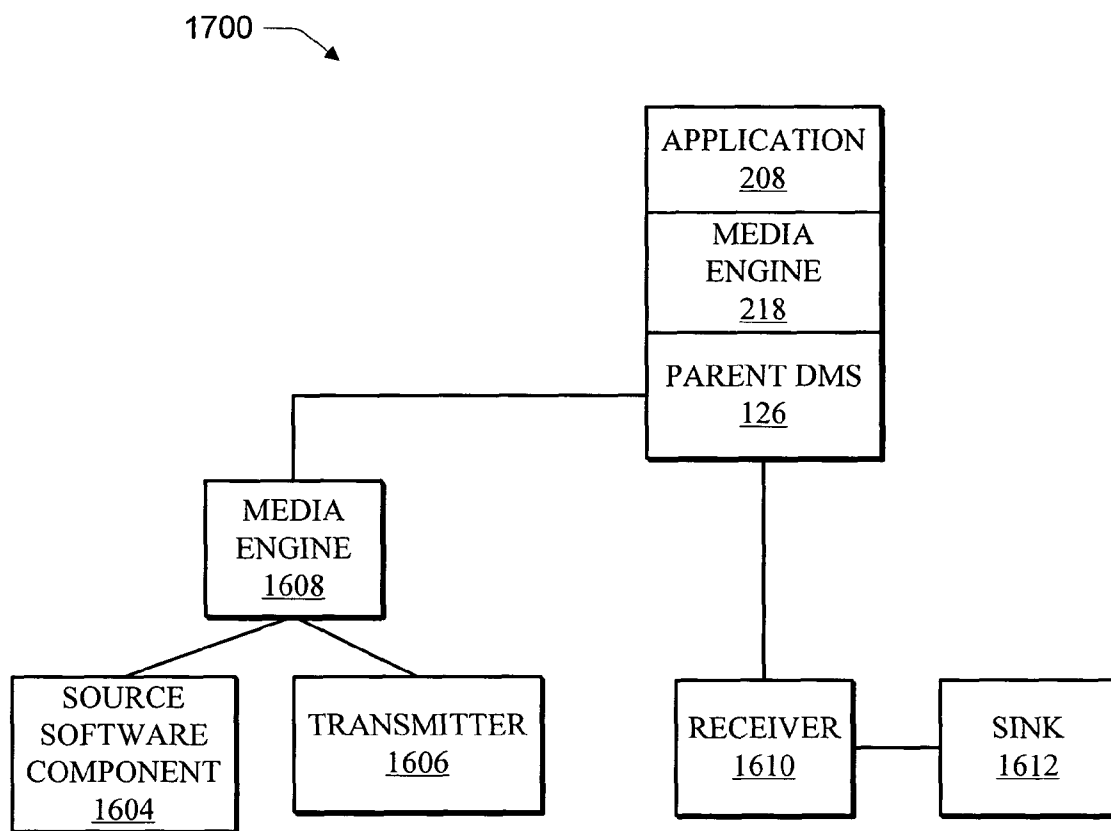 1700
APPLICATION
208
MEDIA
ENGINE
218
PARENT DMS
126
MEDIA
ENGINE
1608
SOURCE
SOFTWARE
COMPONENT
1604
TRANSMITTER
1606
RECEIVER
1610
SINK
1612